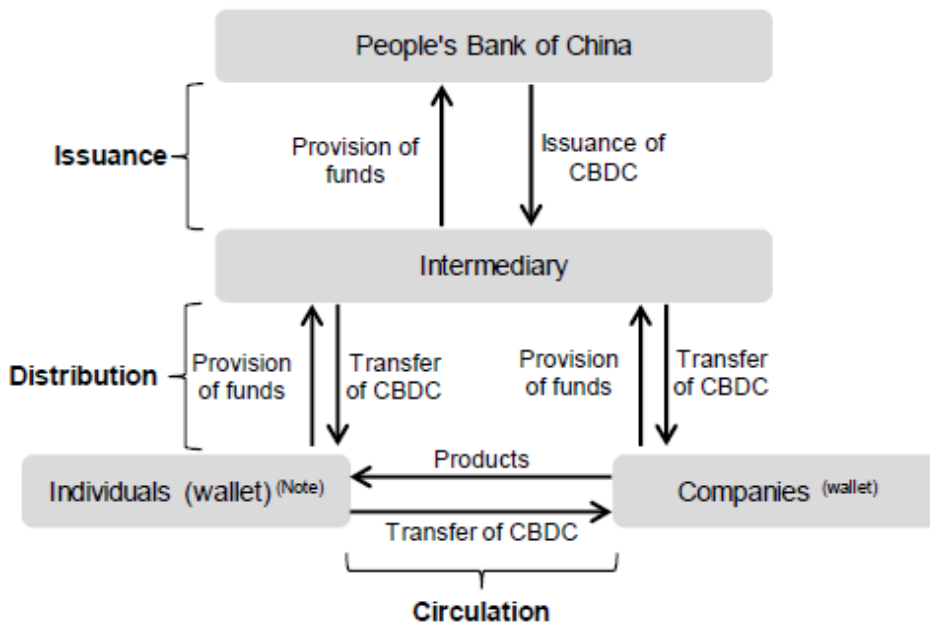 People's Bank of China
Issuance
Provision of
funds
Issuance of
CBDC
Intermediary
Distribution
Provision
of funds
Transfer
of CBDC
Provision
of funds
Transfer
of CBDC
Products
Individuals (wallet) (Note)
Companies (wallet)
Transfer of CBDC
Circulation